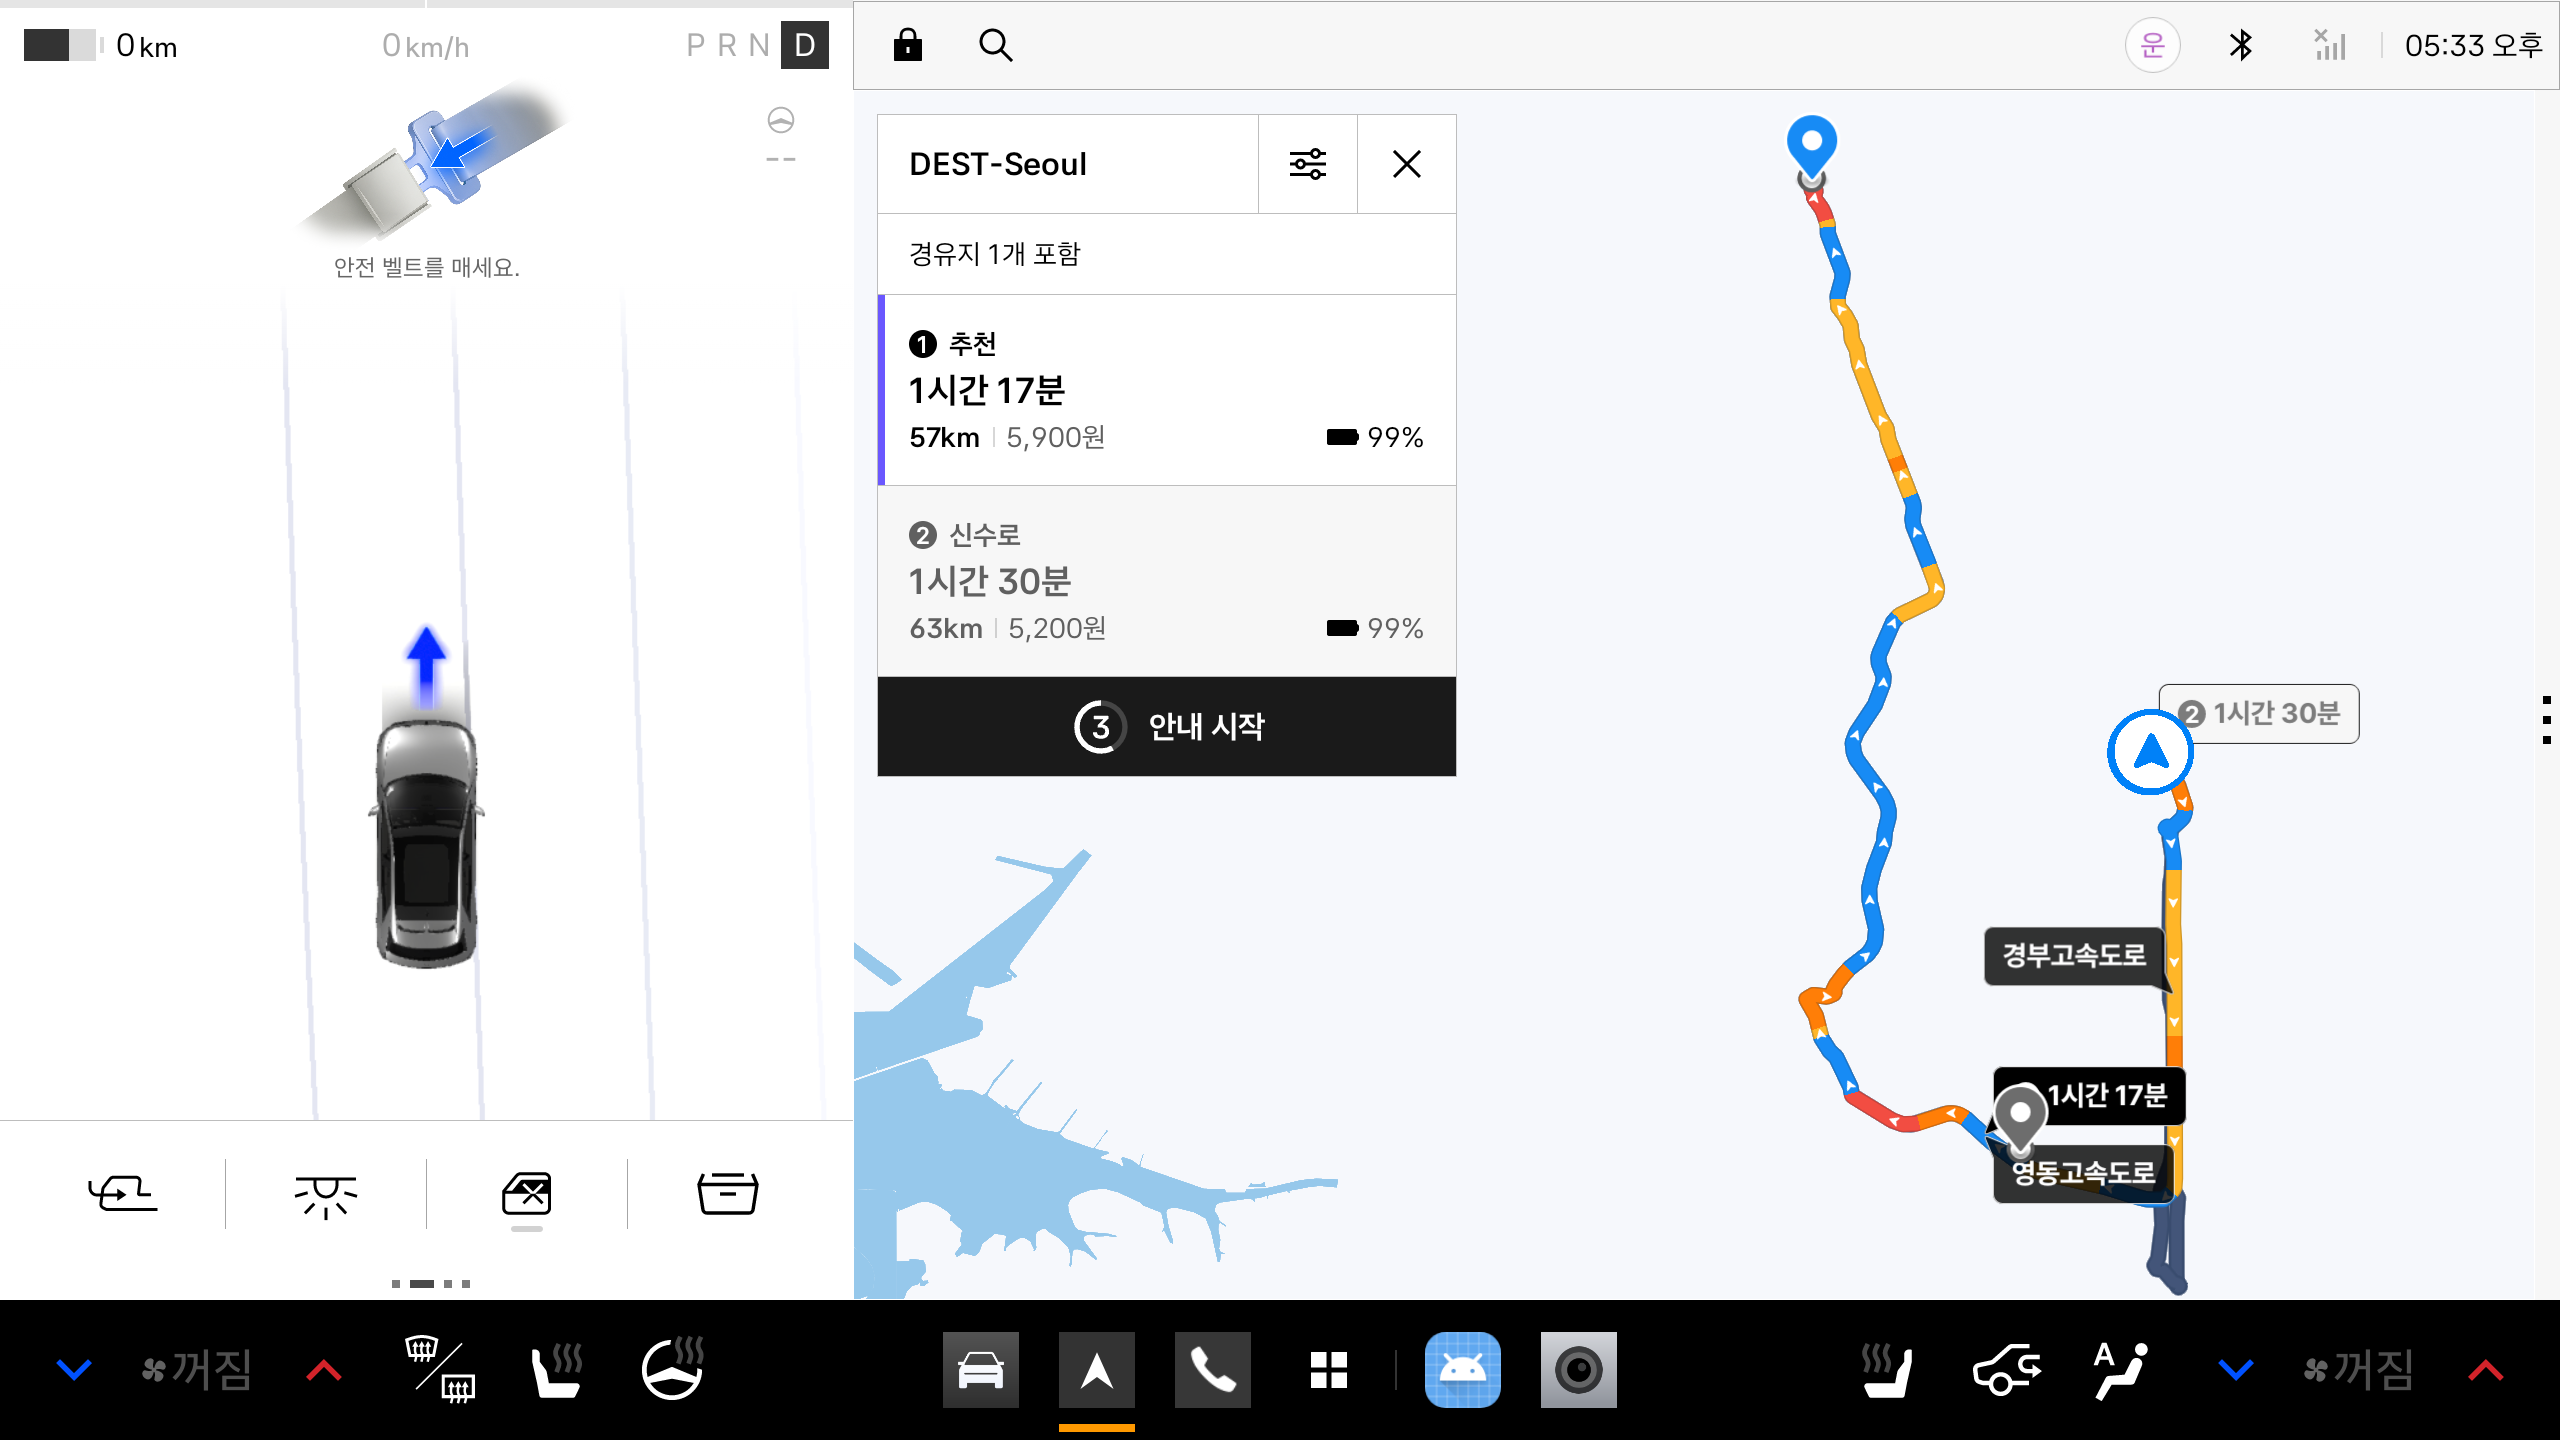 0 km
0 km/h
P R N D
안전 벨트를 매세요.
--
운
05:33 오후
DEST-Seoul
경유지 1개 포함
1 추천
1시간 17분
57km 5,900원
99%
2 신수로
1시간 30분
63km 5,200원
99%
3 안내 시작
2 1시간 30분
경부고속도로
1시간 17분
영동고속도로
꺼짐
A
꺼짐